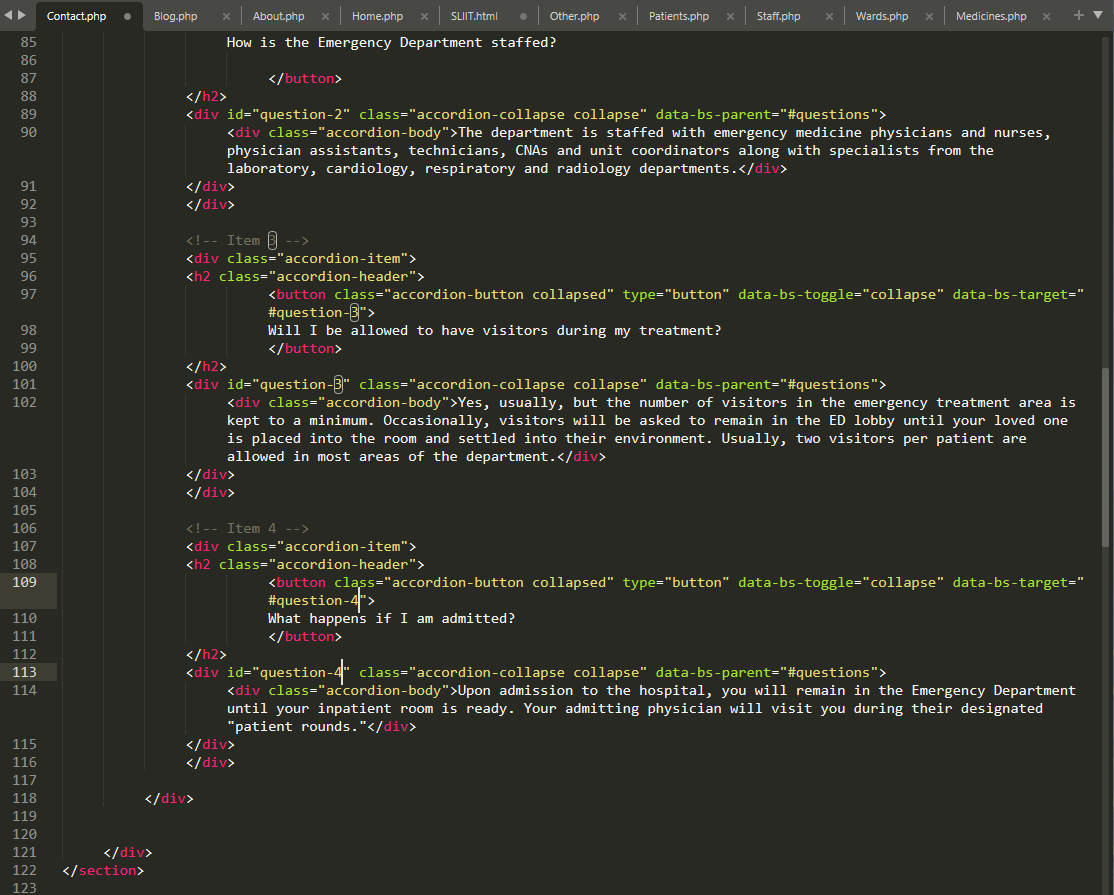 Contact.php Blog.php About.php Home.php SLIIT.html Other.php Patients.php Staff.php Wards.php Medicines.php
85 How is the Emergency Department staffed?
86
87 </button>
88 </h2>
89 <div id="question-2" class="accordion-collapse collapse" data-bs-parent="#questions">
90 <div class="accordion-body">The department is staffed with emergency medicine physicians and nurses,
physician assistants, technicians, CNAs and unit coordinators along with specialists from the
laboratory, cardiology, respiratory and radiology departments.</div>
91 </div>
92 </div>
93
94 <!-- Item 3 -->
95 <div class="accordion-item">
96 <h2 class="accordion-header">
97 <button class="accordion-button collapsed" type="button" data-bs-toggle="collapse" data-bs-target="
#question-3">
98 Will I be allowed to have visitors during my treatment?
99 </button>
100 </h2>
101 <div id="question-3" class="accordion-collapse collapse" data-bs-parent="#questions">
102 <div class="accordion-body">Yes, usually, but the number of visitors in the emergency treatment area is
kept to a minimum. Occasionally, visitors will be asked to remain in the ED lobby until your loved one
is placed into the room and settled into their environment. Usually, two visitors per patient are
allowed in most areas of the department.</div>
103 </div>
104 </div>
105
106 <!-- Item 4 -->
107 <div class="accordion-item">
108 <h2 class="accordion-header">
109 <button class="accordion-button collapsed" type="button" data-bs-toggle="collapse" data-bs-target="
#question-4">
110 What happens if I am admitted?
111 </button>
112 </h2>
113 <div id="question-4" class="accordion-collapse collapse" data-bs-parent="#questions">
114 <div class="accordion-body">Upon admission to the hospital, you will remain in the Emergency Department
until your inpatient room is ready. Your admitting physician will visit you during their designated
"patient rounds."</div>
115 </div>
116 </div>
117
118 </div>
119
120
121 </div>
122 </section>
123